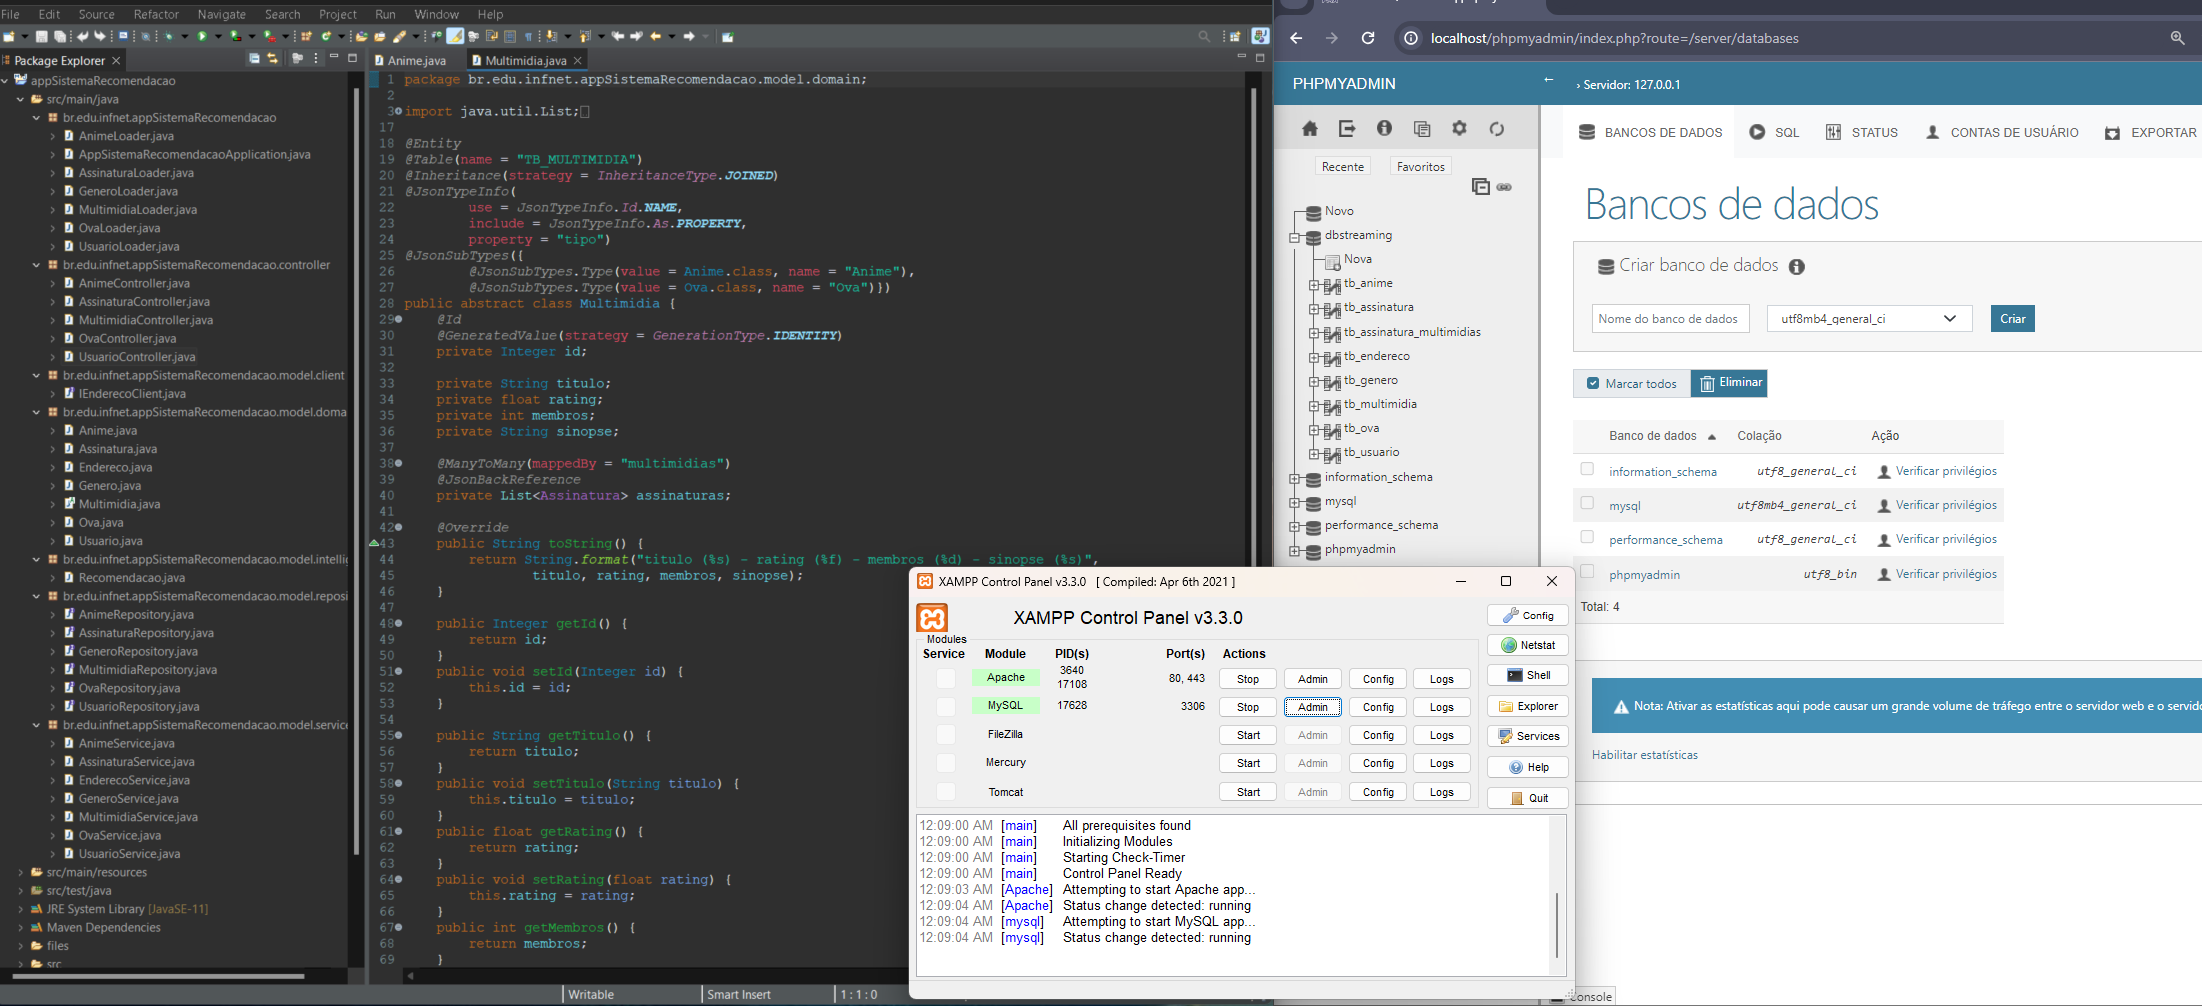 File Edit Source Refactor Navigate Search Project Run Window Help
Package Explorer
appSistemaRecomendacao
src/main/java
br.edu.infnet.appSistemaRecomendacao
AnimeLoader.java
AppSistemaRecomendacaoApplication.java
AssinaturaLoader.java
GeneroLoader.java
MultimidiaLoader.java
OvaLoader.java
UsuarioLoader.java
br.edu.infnet.appSistemaRecomendacao.controller
AnimeController.java
AssinaturaController.java
MultimidiaController.java
OvaController.java
UsuarioController.java
br.edu.infnet.appSistemaRecomendacao.model.client
IEnderecoClient.java
br.edu.infnet.appSistemaRecomendacao.model.doma
Anime.java
Assinatura.java
Endereco.java
Genero.java
Multimidia.java
Ova.java
Usuario.java
br.edu.infnet.appSistemaRecomendacao.model.intelig
Recomendacao.java
br.edu.infnet.appSistemaRecomendacao.model.reposi
AnimeRepository.java
AssinaturaRepository.java
GeneroRepository.java
MultimidiaRepository.java
OvaRepository.java
UsuarioRepository.java
br.edu.infnet.appSistemaRecomendacao.model.service
AnimeService.java
AssinaturaService.java
EnderecoService.java
GeneroService.java
MultimidiaService.java
OvaService.java
UsuarioService.java
src/main/resources
src/test/java
JRE System Library [JavaSE-11]
Maven Dependencies
files
src
Anime.java Multimidia.java
1 package br.edu.infnet.appSistemaRecomendacao.model.domain;
2
3 import java.util.List;
17
18 @Entity
19 @Table(name = "TB_MULTIMIDIA")
20 @Inheritance(strategy = InheritanceType.JOINED)
21 @JsonTypeInfo(
22 use = JsonTypeInfo.Id.NAME,
23 include = JsonTypeInfo.As.PROPERTY,
24 property = "tipo")
25 @JsonSubTypes({
26 @JsonSubTypes.Type(value = Anime.class, name = "Anime"),
27 @JsonSubTypes.Type(value = Ova.class, name = "Ova")})
28 public abstract class Multimidia {
29 @Id
30 @GeneratedValue(strategy = GenerationType.IDENTITY)
31 private Integer id;
32
33 private String titulo;
34 private float rating;
35 private int membros;
36 private String sinopse;
37
38 @ManyToMany(mappedBy = "multimidias")
39 @JsonBackReference
40 private List<Assinatura> assinaturas;
41
42 @Override
43 public String toString() {
44 return String.format("titulo (%s) - rating (%f) - membros (%d) - sinopse (%s)",
45 titulo, rating, membros, sinopse);
46 }
47
48 public Integer getId() {
49 return id;
50 }
51 public void setId(Integer id) {
52 this.id = id;
53 }
54
55 public String getTitulo() {
56 return titulo;
57 }
58 public void setTitulo(String titulo) {
59 this.titulo = titulo;
60 }
61 public float getRating() {
62 return rating;
63 }
64 public void setRating(float rating) {
65 this.rating = rating;
66 }
67 public int getMembros() {
68 return membros;
69 }
Writable Smart Insert 1 : 1 : 0
localhost/phpmyadmin/index.php?route=/server/databases
PHPMYADMIN
Recente Favoritos
Novo
dbstreaming
Nova
tb_anime
tb_assinatura
tb_assinatura_multimidias
tb_endereco
tb_genero
tb_multimidia
tb_ova
tb_usuario
information_schema
mysql
performance_schema
phpmyadmin
› Servidor: 127.0.0.1
BANCOS DE DADOS SQL STATUS CONTAS DE USUÁRIO EXPORTAR
Bancos de dados
Criar banco de dados
Nome do banco de dados utf8mb4_general_ci Criar
Marcar todos Eliminar
Banco de dados Colação Ação
information_schema utf8_general_ci Verificar privilégios
mysql utf8mb4_general_ci Verificar privilégios
performance_schema utf8_general_ci Verificar privilégios
phpmyadmin utf8_bin Verificar privilégios
Total: 4
Nota: Ativar as estatísticas aqui pode causar um grande volume de tráfego entre o servidor web e o servido
Habilitar estatísticas
Console
XAMPP Control Panel v3.3.0 [ Compiled: Apr 6th 2021 ]
XAMPP Control Panel v3.3.0
Modules
Service Module PID(s) Port(s) Actions
Apache 3640 17108 80, 443 Stop Admin Config Logs
MySQL 17628 3306 Stop Admin Config Logs
FileZilla Start Admin Config Logs
Mercury Start Admin Config Logs
Tomcat Start Admin Config Logs
Config
Netstat
Shell
Explorer
Services
Help
Quit
12:09:00 AM [main] All prerequisites found
12:09:00 AM [main] Initializing Modules
12:09:00 AM [main] Starting Check-Timer
12:09:00 AM [main] Control Panel Ready
12:09:03 AM [Apache] Attempting to start Apache app...
12:09:04 AM [Apache] Status change detected: running
12:09:04 AM [mysql] Attempting to start MySQL app...
12:09:04 AM [mysql] Status change detected: running